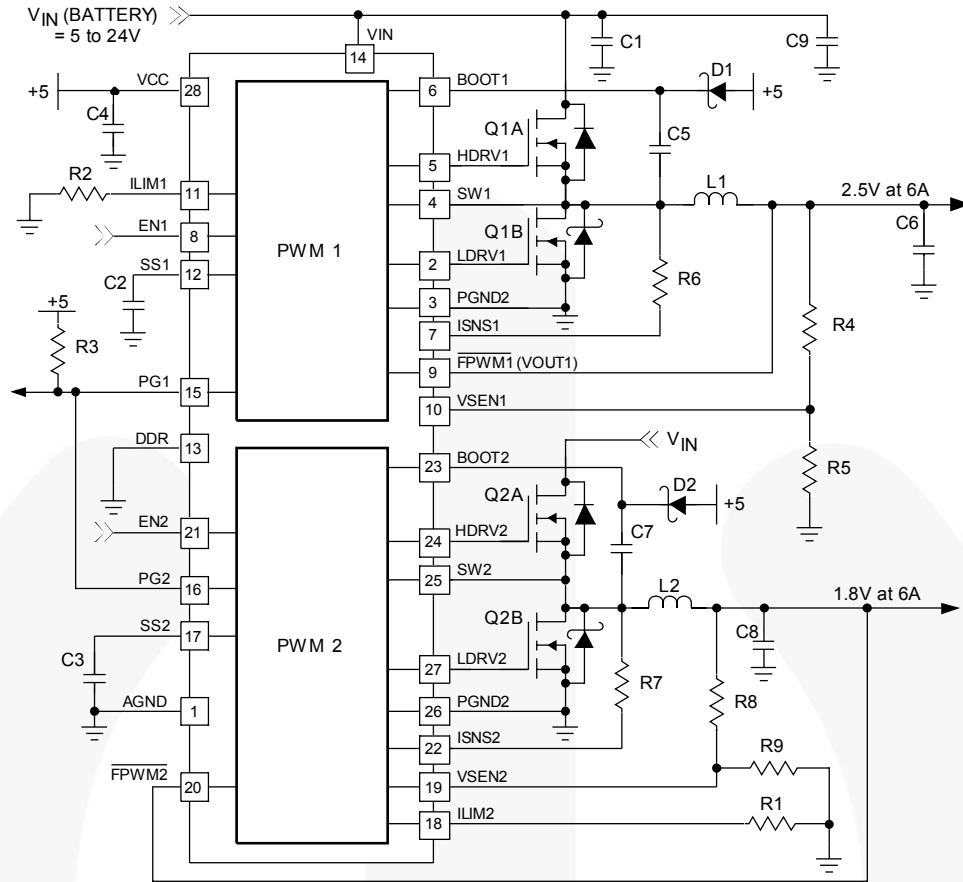 V_IN (BATTERY)
= 5 to 24V
VIN
14
C1
C9
VCC
28
+5
C4
6
BOOT1
D1
+5
Q1A
C5
5
HDRV1
R2
ILIM1
11
4
SW1
L1
2.5V at 6A
EN1
8
Q1B
C6
PWM 1
2
LDRV1
SS1
12
C2
R6
3
PGND2
+5
7
ISNS1
R3
R4
9
FPWM1 (VOUT1)
PG1
15
10
VSEN1
DDR
13
V_IN
23
BOOT2
R5
Q2A
D2
+5
EN2
21
24
HDRV2
C7
25
SW2
PG2
16
L2
1.8V at 6A
SS2
17
Q2B
C8
PWM 2
C3
27
LDRV2
R7
R8
AGND
1
26
PGND2
22
ISNS2
R9
FPWM2
20
19
VSEN2
R1
18
ILIM2